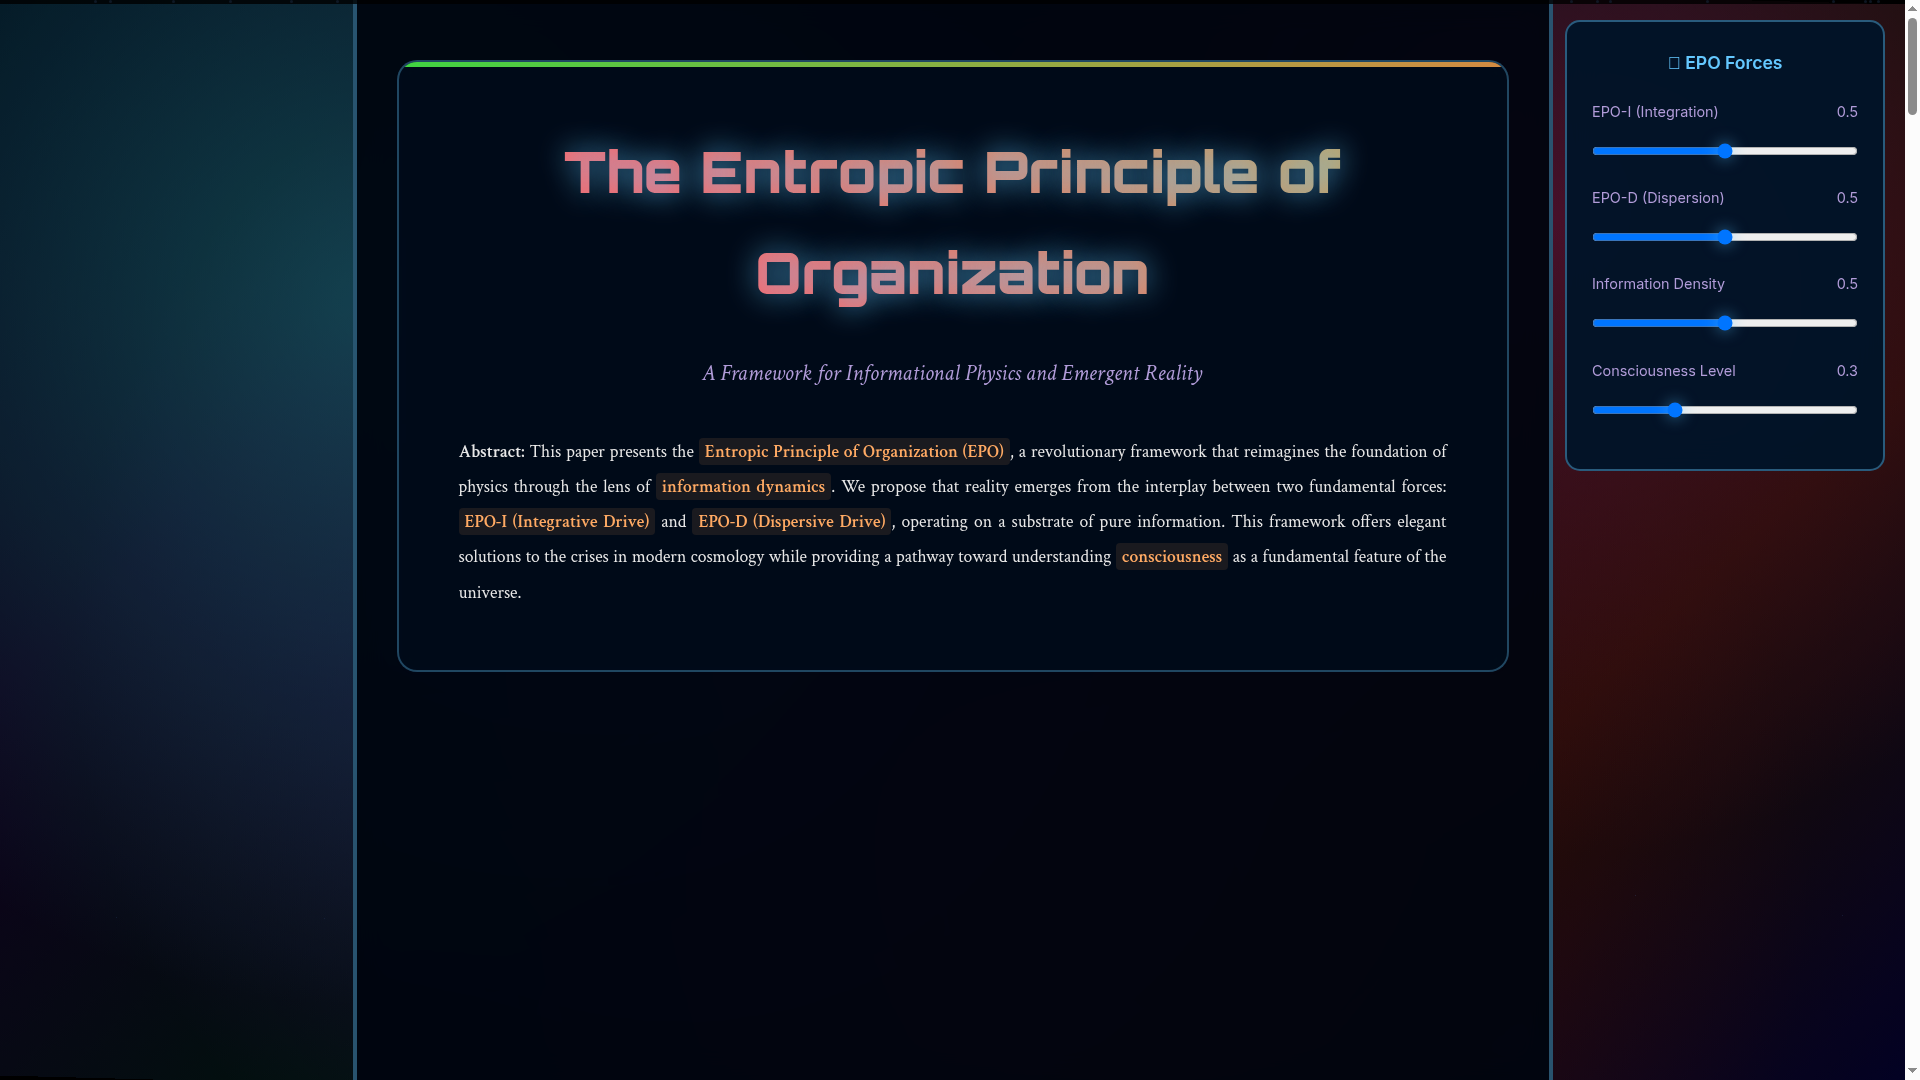 The Entropic Principle of
Organization
A Framework for Informational Physics and Emergent Reality
Abstract: This paper presents the Entropic Principle of Organization (EPO), a revolutionary framework that reimagines the foundation of
physics through the lens of information dynamics. We propose that reality emerges from the interplay between two fundamental forces:
EPO-I (Integrative Drive) and EPO-D (Dispersive Drive), operating on a substrate of pure information. This framework offers elegant
solutions to the crises in modern cosmology while providing a pathway toward understanding consciousness as a fundamental feature of the
universe.
EPO Forces
EPO-I (Integration) 0.5
EPO-D (Dispersion) 0.5
Information Density 0.5
Consciousness Level 0.3